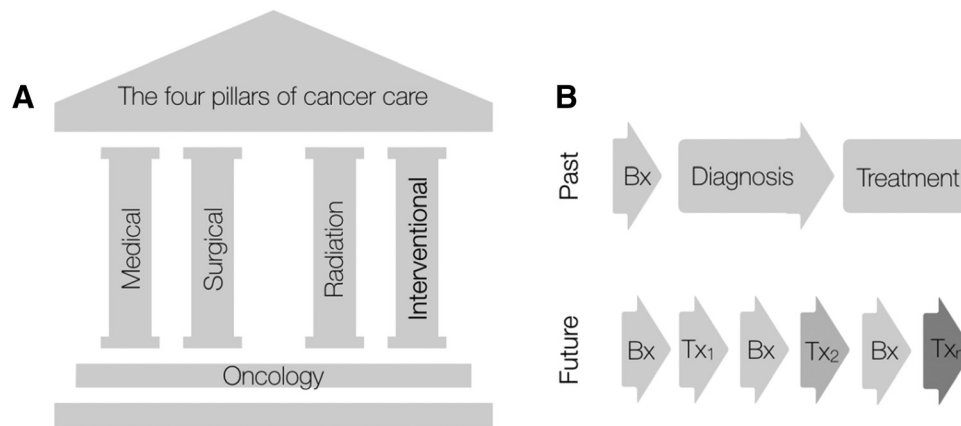 A
The four pillars of cancer care
Medical
Surgical
Radiation
Interventional
Oncology
B
Past
Bx
Diagnosis
Treatment
Future
Bx
Tx₁
Bx
Tx₂
Bx
Txₙ